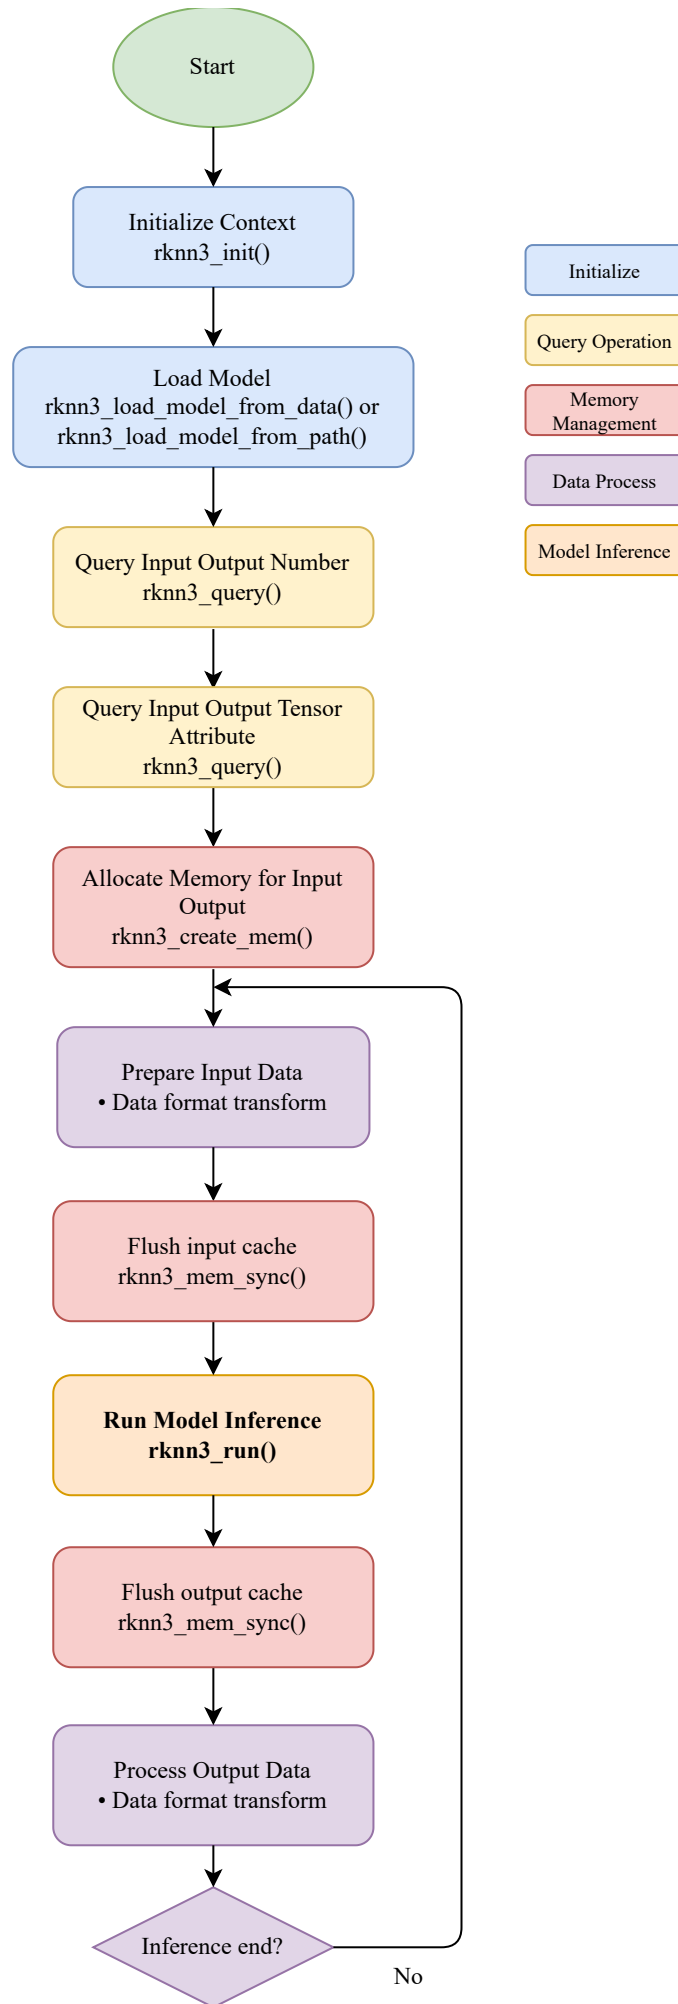 Start
Initialize Context
rknn3_init()
Load Model
rknn3_load_model_from_data() or
rknn3_load_model_from_path()
Query Input Output Number
rknn3_query()
Query Input Output Tensor
Attribute
rknn3_query()
Allocate Memory for Input
Output
rknn3_create_mem()
Prepare Input Data
• Data format transform
Flush input cache
rknn3_mem_sync()
Run Model Inference
rknn3_run()
Flush output cache
rknn3_mem_sync()
Process Output Data
• Data format transform
Inference end?
No
Initialize
Query Operation
Memory
Management
Data Process
Model Inference